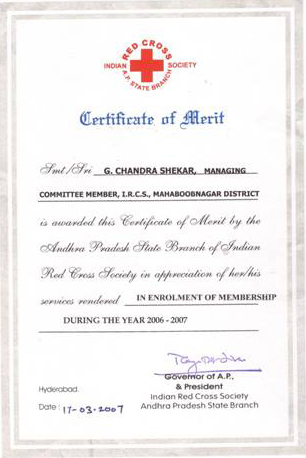 RED CROSS
INDIAN SOCIETY
A.P. STATE BRANCH
Certificate of Merit
Smt./Sri G. CHANDRA SHEKAR, MANAGING
COMMITTEE MEMBER, I.R.C.S., MAHABOOBNAGAR DISTRICT
is awarded this Certificate of Merit by the
Andhra Pradesh State Branch of Indian
Red Cross Society in appreciation of her/his
services rendered IN ENROLMENT OF MEMBERSHIP
DURING THE YEAR 2006 - 2007
Governor of A.P.,
& President
Hyderabad. Indian Red Cross Society
Date : 17-03-2007 Andhra Pradesh State Branch